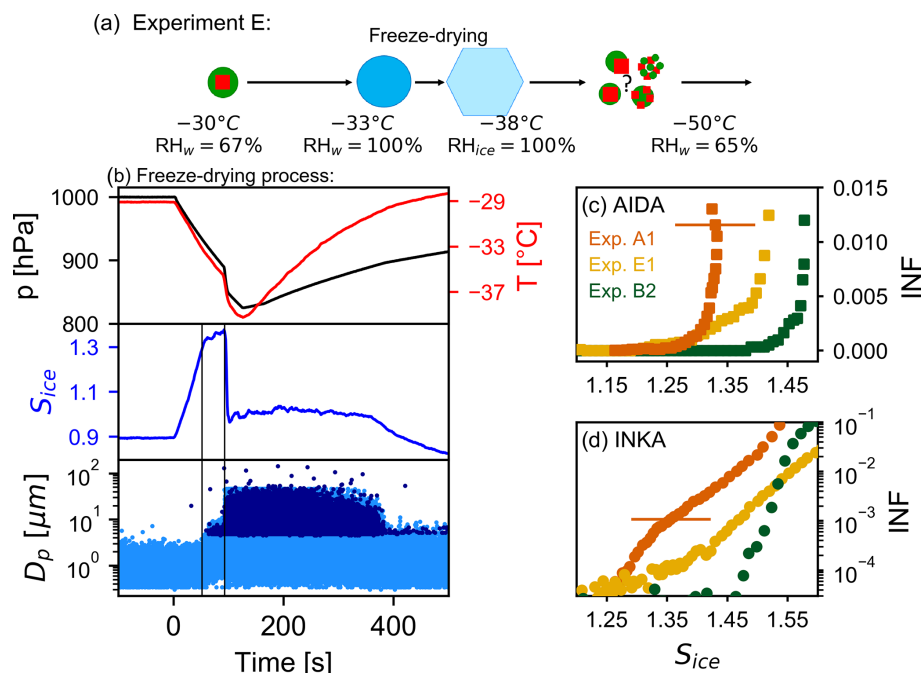 (a) Experiment E:
Freeze-drying
?
−30°C
RH_w = 67%
−33°C
RH_w = 100%
−38°C
RH_ice = 100%
−50°C
RH_w = 65%
(b) Freeze-drying process:
1000
900
800
p [hPa]
−29
−33
−37
T [°C]
1.3
1.1
0.9
S_ice
10²
10¹
10⁰
D_p [μm]
0
200
400
Time [s]
(c) AIDA
Exp. A1
Exp. E1
Exp. B2
0.015
0.010
0.005
0.000
INF
1.15
1.25
1.35
1.45
(d) INKA
10⁻¹
10⁻²
10⁻³
10⁻⁴
INF
1.25
1.35
1.45
1.55
S_ice